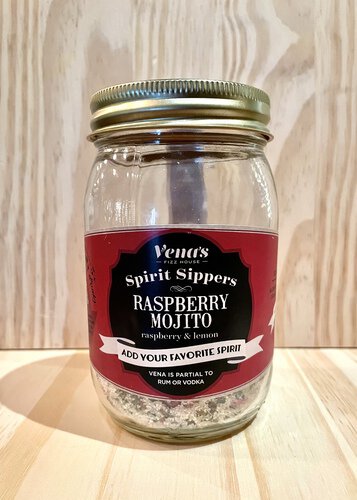 Vena's
FIZZ HOUSE
Spirit Sippers
RASPBERRY
MOJITO
raspberry & lemon
ADD YOUR FAVORITE SPIRIT
VENA IS PARTIAL TO
RUM OR VODKA